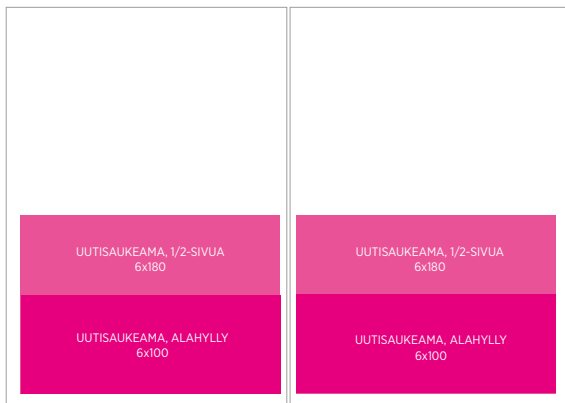 UUTISAUKEAMA, 1/2-SIVUA
6x180
UUTISAUKEAMA, ALAHYLLY
6x100
UUTISAUKEAMA, 1/2-SIVUA
6x180
UUTISAUKEAMA, ALAHYLLY
6x100